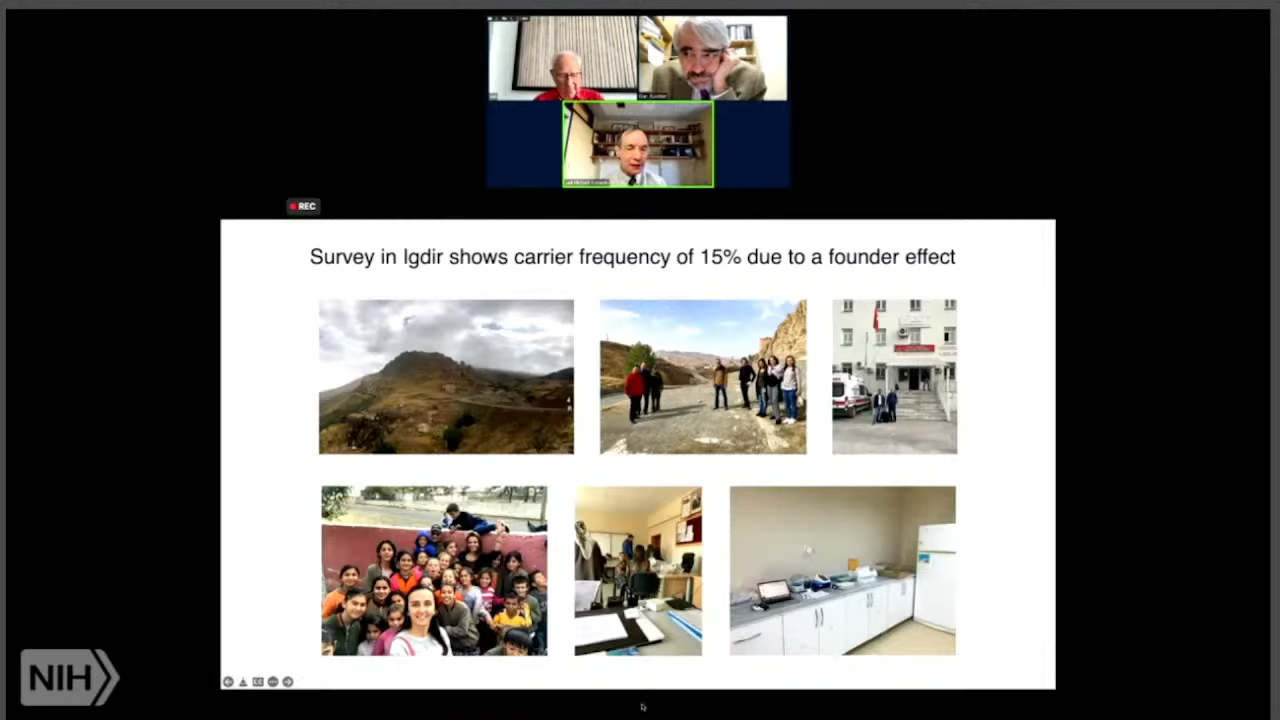 REC
Survey in Igdir shows carrier frequency of 15% due to a founder effect
NIH